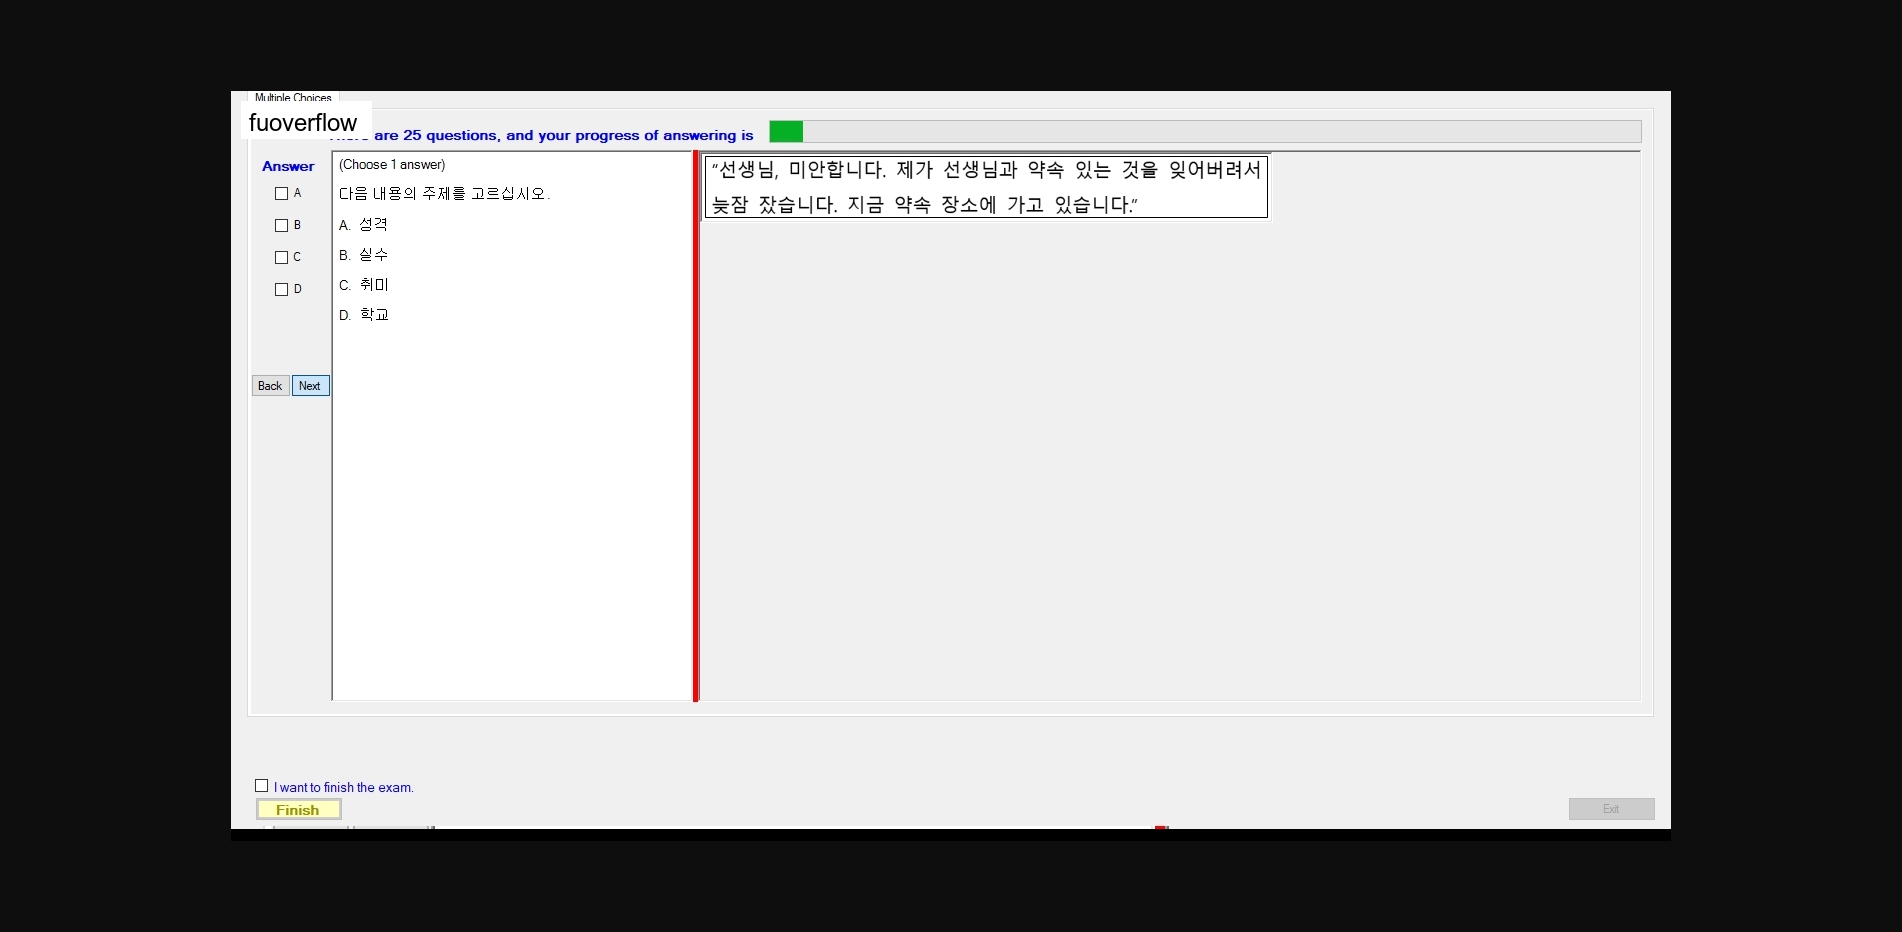 Multiple Choices
fuoverflow
are 25 questions, and your progress of answering is
Answer
A
B
C
D
Back Next
(Choose 1 answer)
다음 내용의 주제를 고르십시오.
A. 성격
B. 실수
C. 취미
D. 학교
"선생님, 미안합니다. 제가 선생님과 약속 있는 것을 잊어버려서
늦잠 잤습니다. 지금 약속 장소에 가고 있습니다."
I want to finish the exam.
Finish
Exit